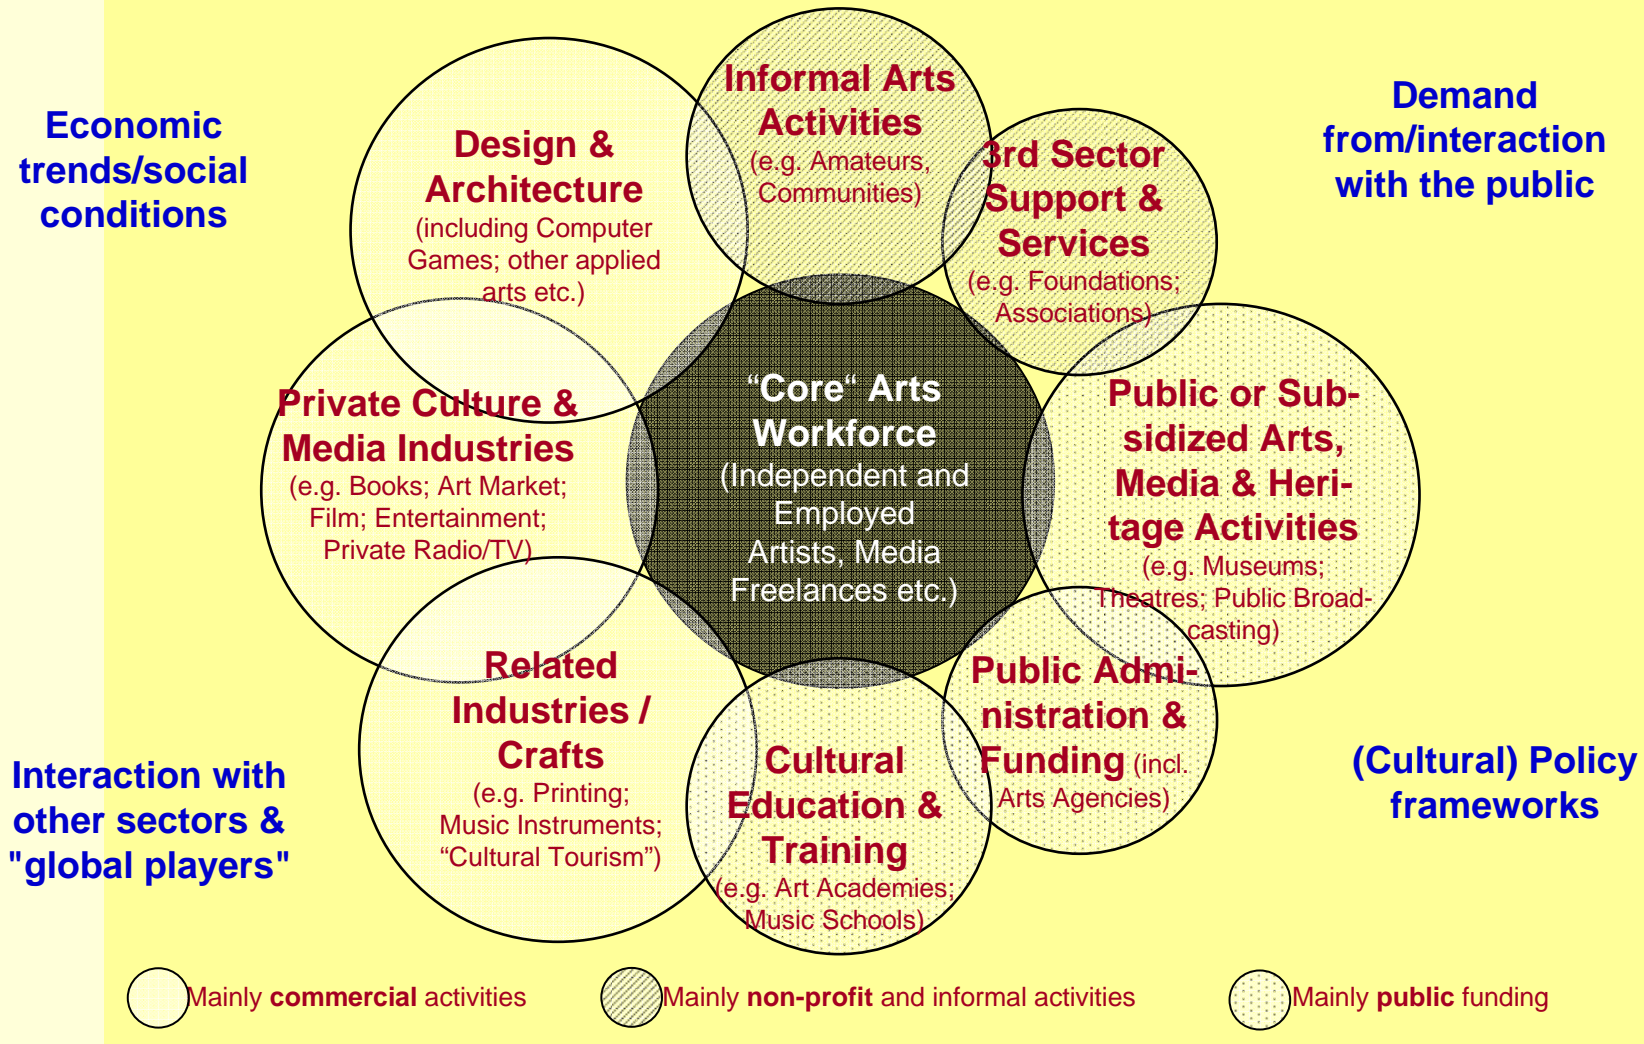 Economic
trends/social
conditions
Design &
Architecture
(including Computer
Games; other applied
arts etc.)
Informal Arts
Activities
(e.g. Amateurs,
Communities)
3rd Sector
Support &
Services
(e.g. Foundations;
Associations)
Demand
from/interaction
with the public
Private Culture &
Media Industries
(e.g. Books; Art Market;
Film; Entertainment;
Private Radio/TV)
“Core“ Arts
Workforce
(Independent and
Employed
Artists, Media
Freelances etc.)
Public or Sub-
sidized Arts,
Media & Heri-
tage Activities
(e.g. Museums;
Theatres; Public Broad-
casting)
Related
Industries /
Crafts
(e.g. Printing;
Music Instruments;
“Cultural Tourism”)
Cultural
Education &
Training
(e.g. Art Academies;
Music Schools)
Public Admi-
nistration &
Funding (incl.
Arts Agencies)
Interaction with
other sectors &
"global players"
(Cultural) Policy
frameworks
Mainly commercial activities
Mainly non-profit and informal activities
Mainly public funding